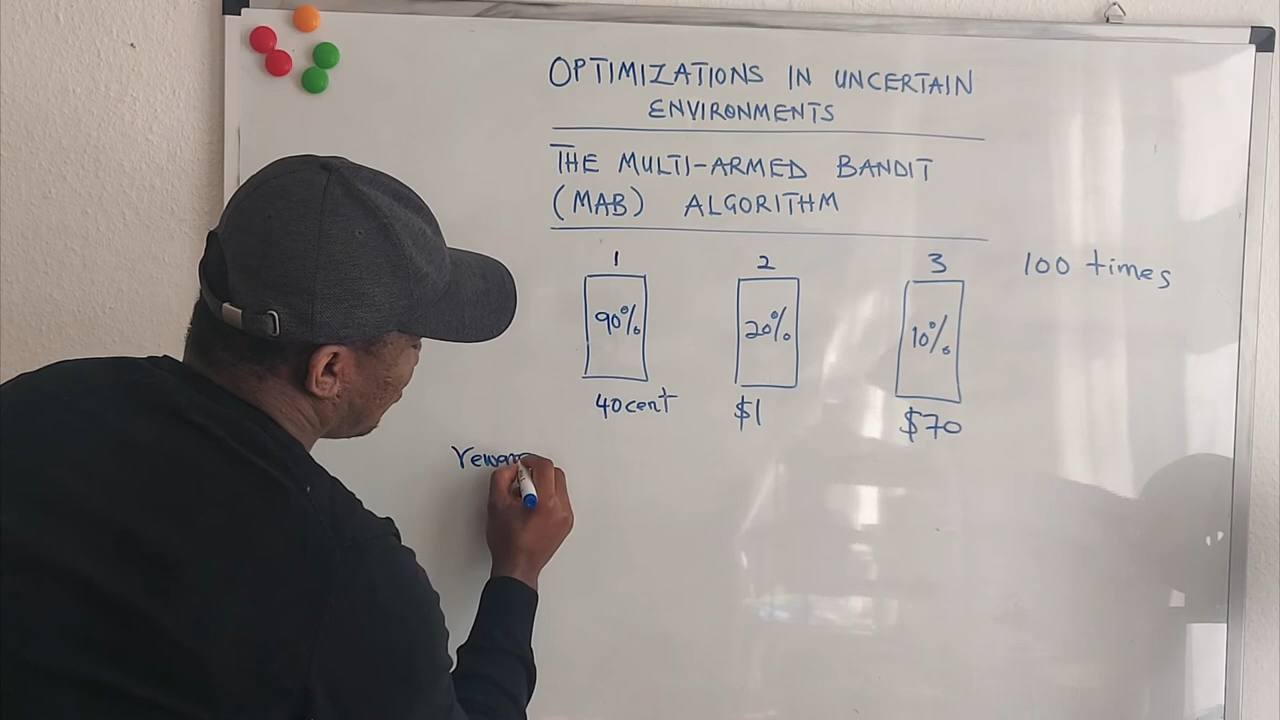 OPTIMIZATIONS IN UNCERTAIN
ENVIRONMENTS
THE MULTI-ARMED BANDIT
(MAB) ALGORITHM
1 2 3 100 times
90% 20% 10%
40cent $1 $70